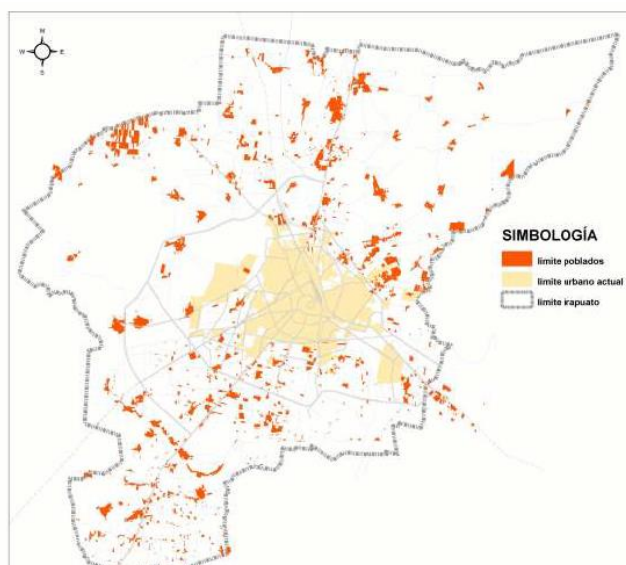 N
W E
S
SIMBOLOGÍA
limite poblados
limite urbano actual
limite irapuato